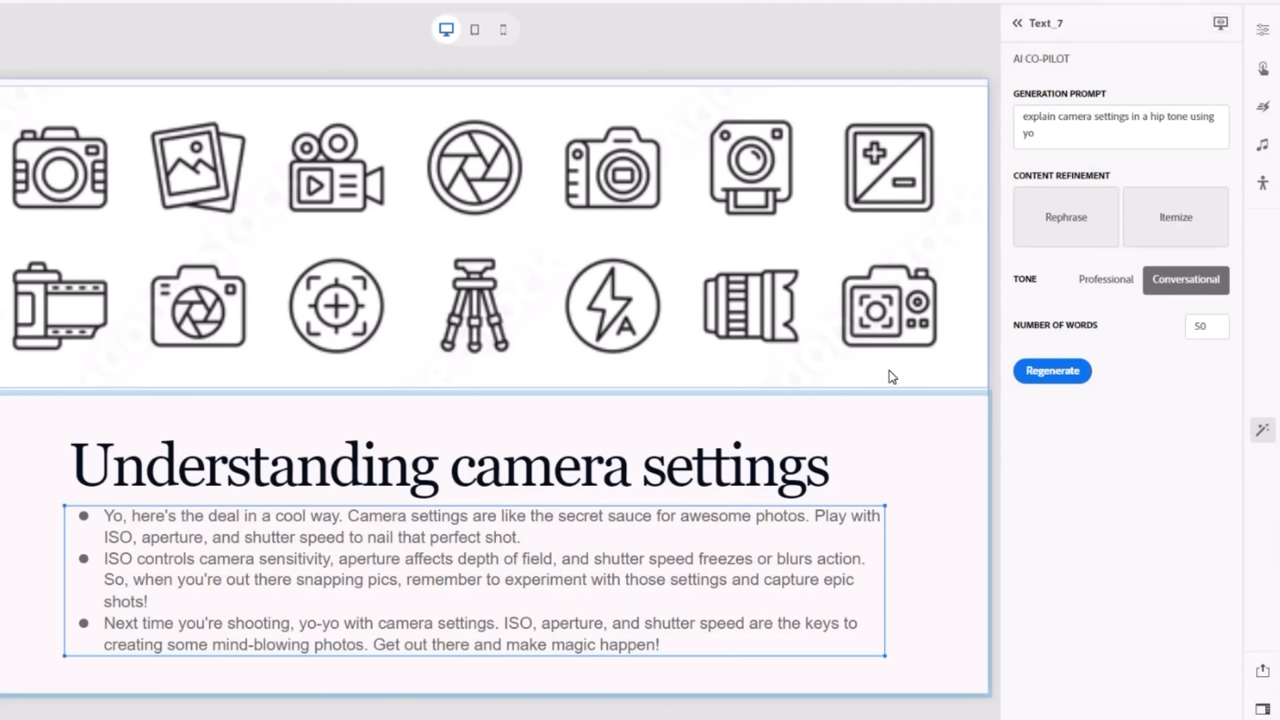 Text_7
AI CO-PILOT
GENERATION PROMPT
explain camera settings in a hip tone using
yo
CONTENT REFINEMENT
Rephrase
Itemize
TONE
Professional
Conversational
NUMBER OF WORDS
50
Regenerate
A
Understanding camera settings
Yo, here's the deal in a cool way. Camera settings are like the secret sauce for awesome photos. Play with
ISO, aperture, and shutter speed to nail that perfect shot.
ISO controls camera sensitivity, aperture affects depth of field, and shutter speed freezes or blurs action.
So, when you're out there snapping pics, remember to experiment with those settings and capture epic
shots!
Next time you're shooting, yo-yo with camera settings. ISO, aperture, and shutter speed are the keys to
creating some mind-blowing photos. Get out there and make magic happen!